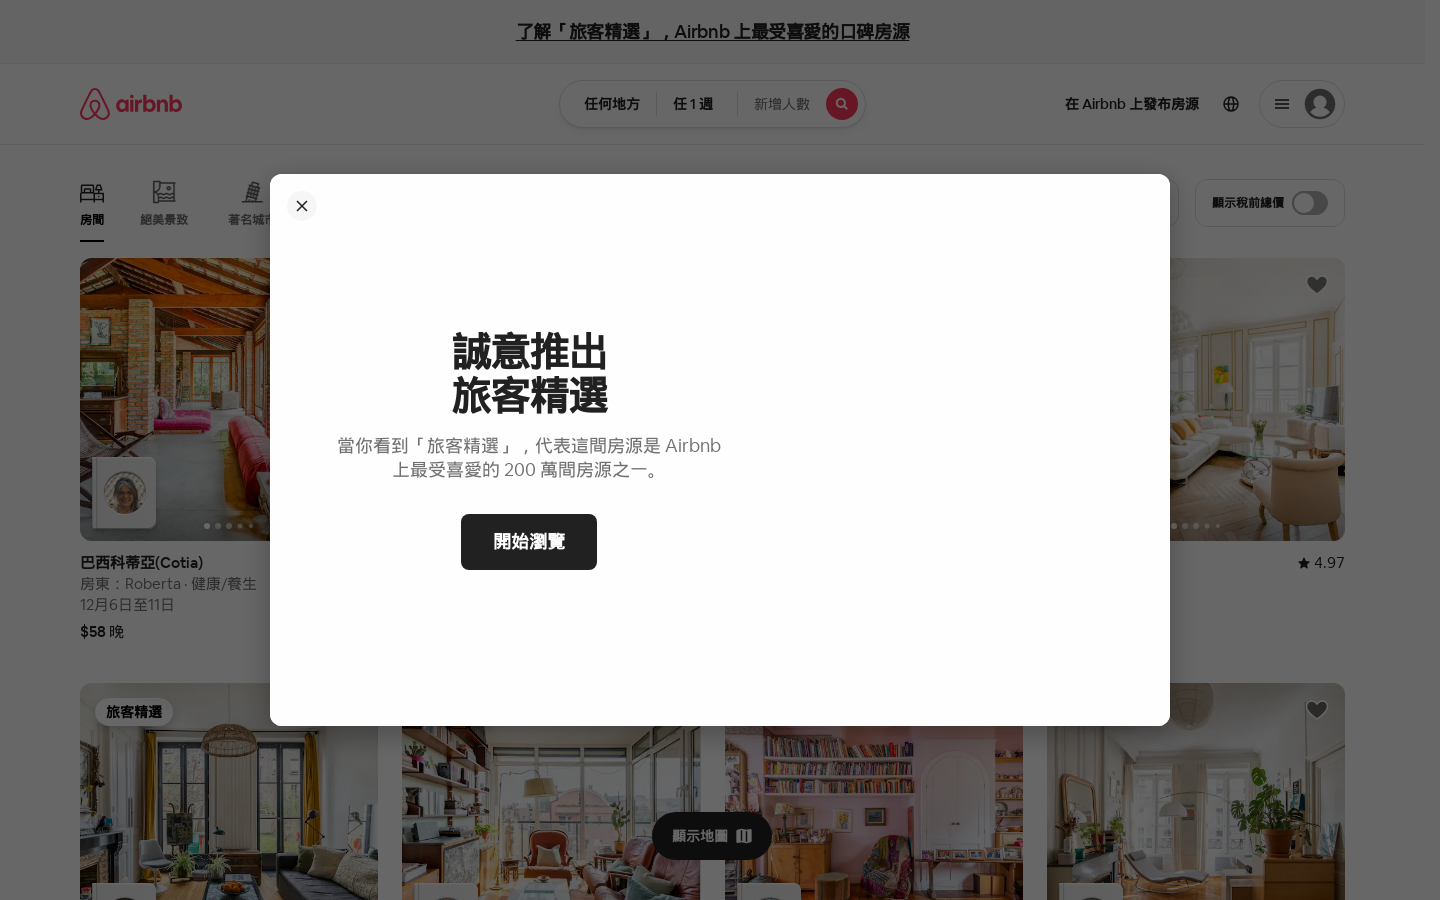 了解「旅客精選」，Airbnb 上最受喜愛的口碑房源
airbnb
任何地方
任 1 週
新增人數
在 Airbnb 上發布房源
房間
絕美景致
著名城市
顯示稅前總價
誠意推出
旅客精選
當你看到「旅客精選」，代表這間房源是 Airbnb
上最受喜愛的 200 萬間房源之一。
開始瀏覽
巴西科蒂亞(Cotia)
房東：Roberta · 健康/養生
12月6日至11日
$58 晚
4.97
旅客精選
顯示地圖